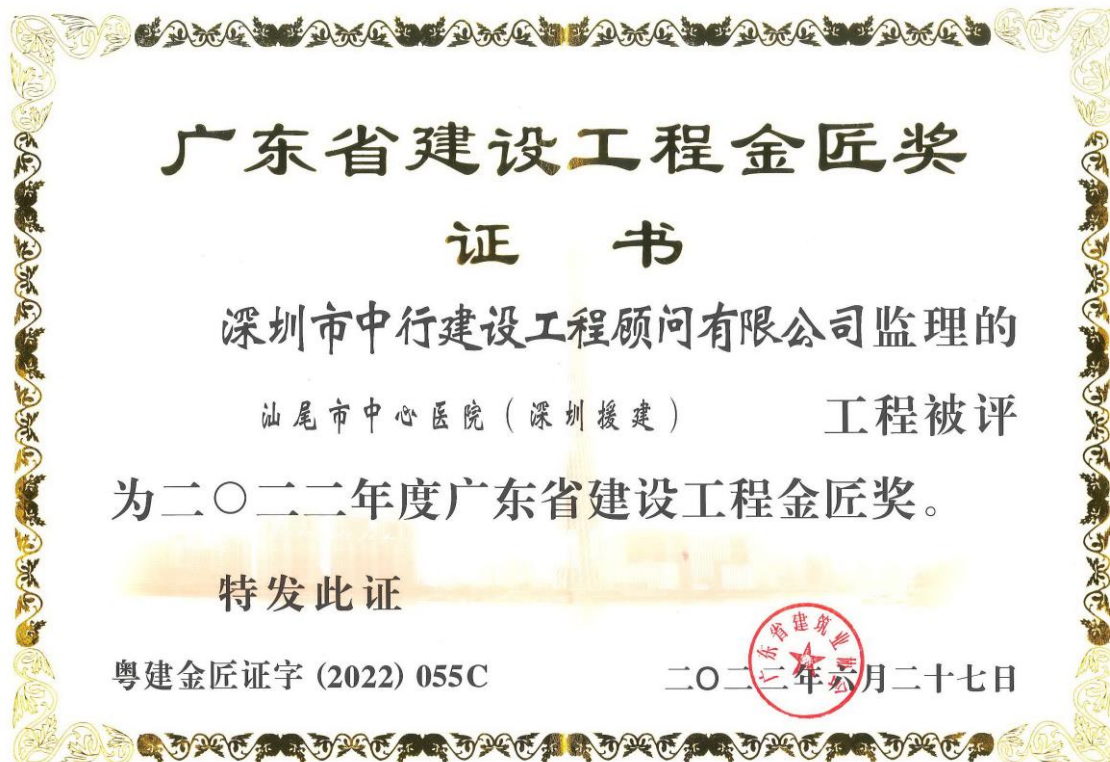 广东省建设工程金匠奖
证书
深圳市中行建设工程顾问有限公司监理的
汕尾市中心医院（深圳援建） 工程被评
为二〇二二年度广东省建设工程金匠奖。
特发此证
粤建金匠证字 (2022) 055C
二〇二二年六月二十七日
广东省建筑业协会